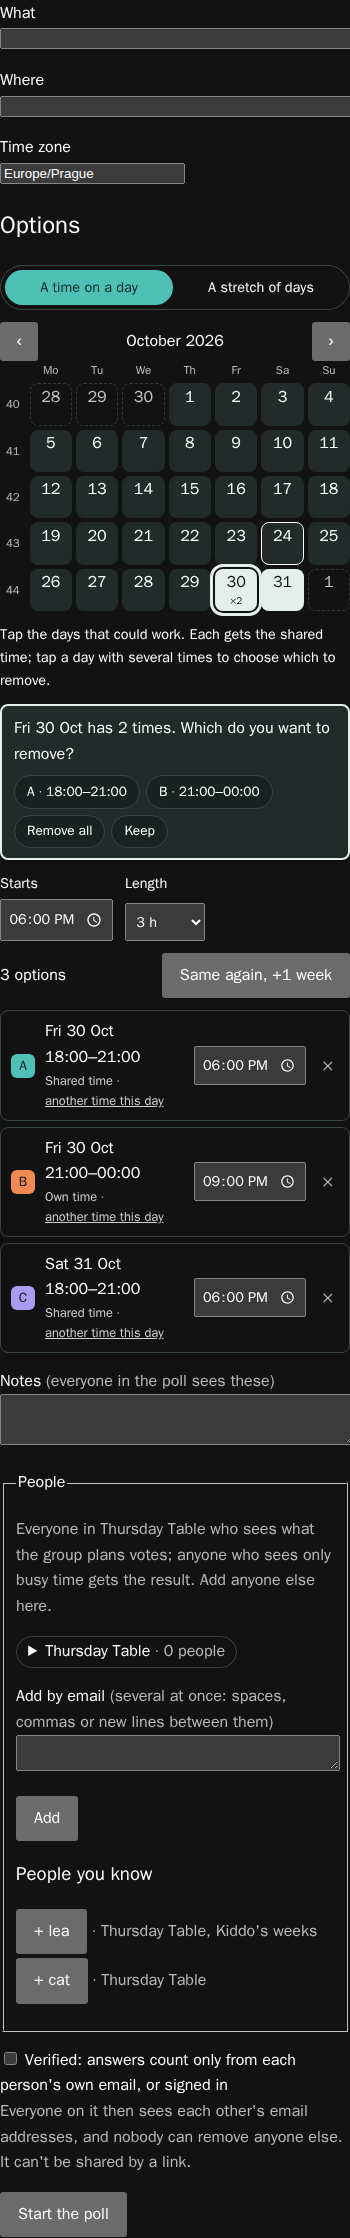 What
Where
Time zone
Europe/Prague
Options
A time on a day
A stretch of days
‹ October 2026 ›
Mo Tu We Th Fr Sa Su
40 28 29 30 1 2 3 4
41 5 6 7 8 9 10 11
42 12 13 14 15 16 17 18
43 19 20 21 22 23 24 25
44 26 27 28 29 30 31 1
×2
Tap the days that could work. Each gets the shared
time; tap a day with several times to choose which to
remove.
Fri 30 Oct has 2 times. Which do you want to
remove?
A · 18:00–21:00 B · 21:00–00:00
Remove all Keep
Starts Length
06:00 PM 3 h
3 options Same again, +1 week
A
Fri 30 Oct
18:00–21:00
Shared time ·
another time this day
06:00 PM ×
B
Fri 30 Oct
21:00–00:00
Own time ·
another time this day
09:00 PM ×
C
Sat 31 Oct
18:00–21:00
Shared time ·
another time this day
06:00 PM ×
Notes (everyone in the poll sees these)
People
Everyone in Thursday Table who sees what
the group plans votes; anyone who sees only
busy time gets the result. Add anyone else
here.
▶ Thursday Table · 0 people
Add by email (several at once: spaces,
commas or new lines between them)
Add
People you know
+ lea · Thursday Table, Kiddo's weeks
+ cat · Thursday Table
Verified: answers count only from each
person's own email, or signed in
Everyone on it then sees each other's email
addresses, and nobody can remove anyone else.
It can't be shared by a link.
Start the poll